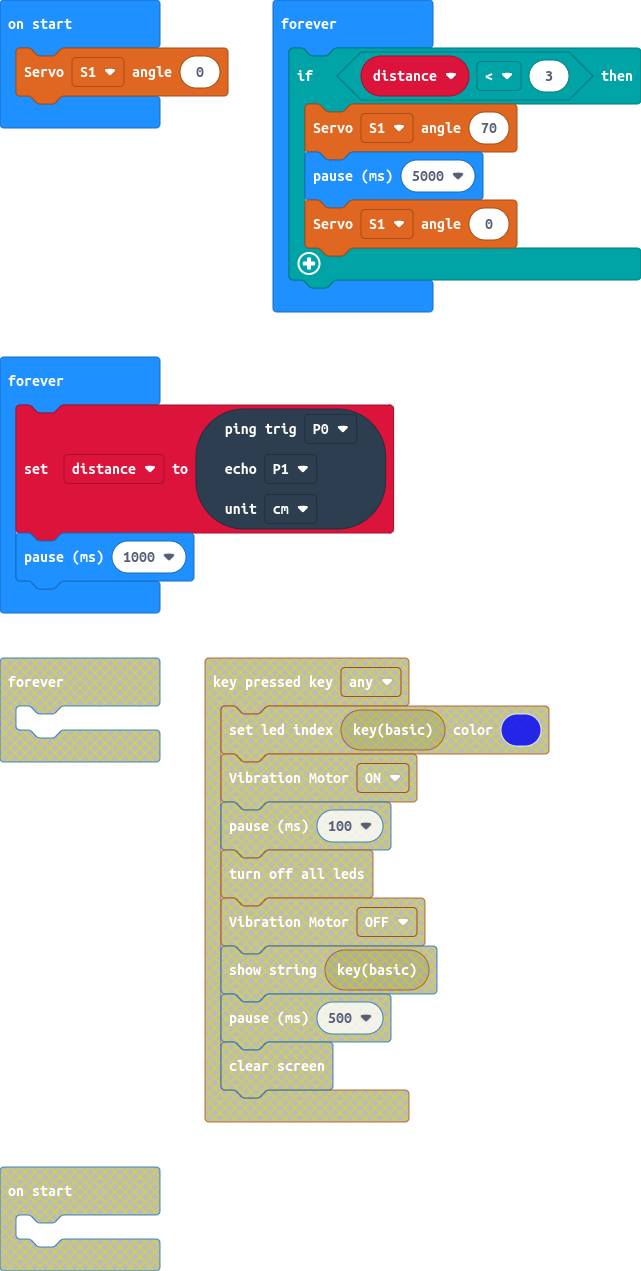 on start
Servo S1 angle 0
forever
if distance < 3 then
Servo S1 angle 70
pause (ms) 5000
Servo S1 angle 0
forever
set distance to ping trig P0
echo P1
unit cm
pause (ms) 1000
forever
key pressed key any
set led index key(basic) color
Vibration Motor ON
pause (ms) 100
turn off all leds
Vibration Motor OFF
show string key(basic)
pause (ms) 500
clear screen
on start